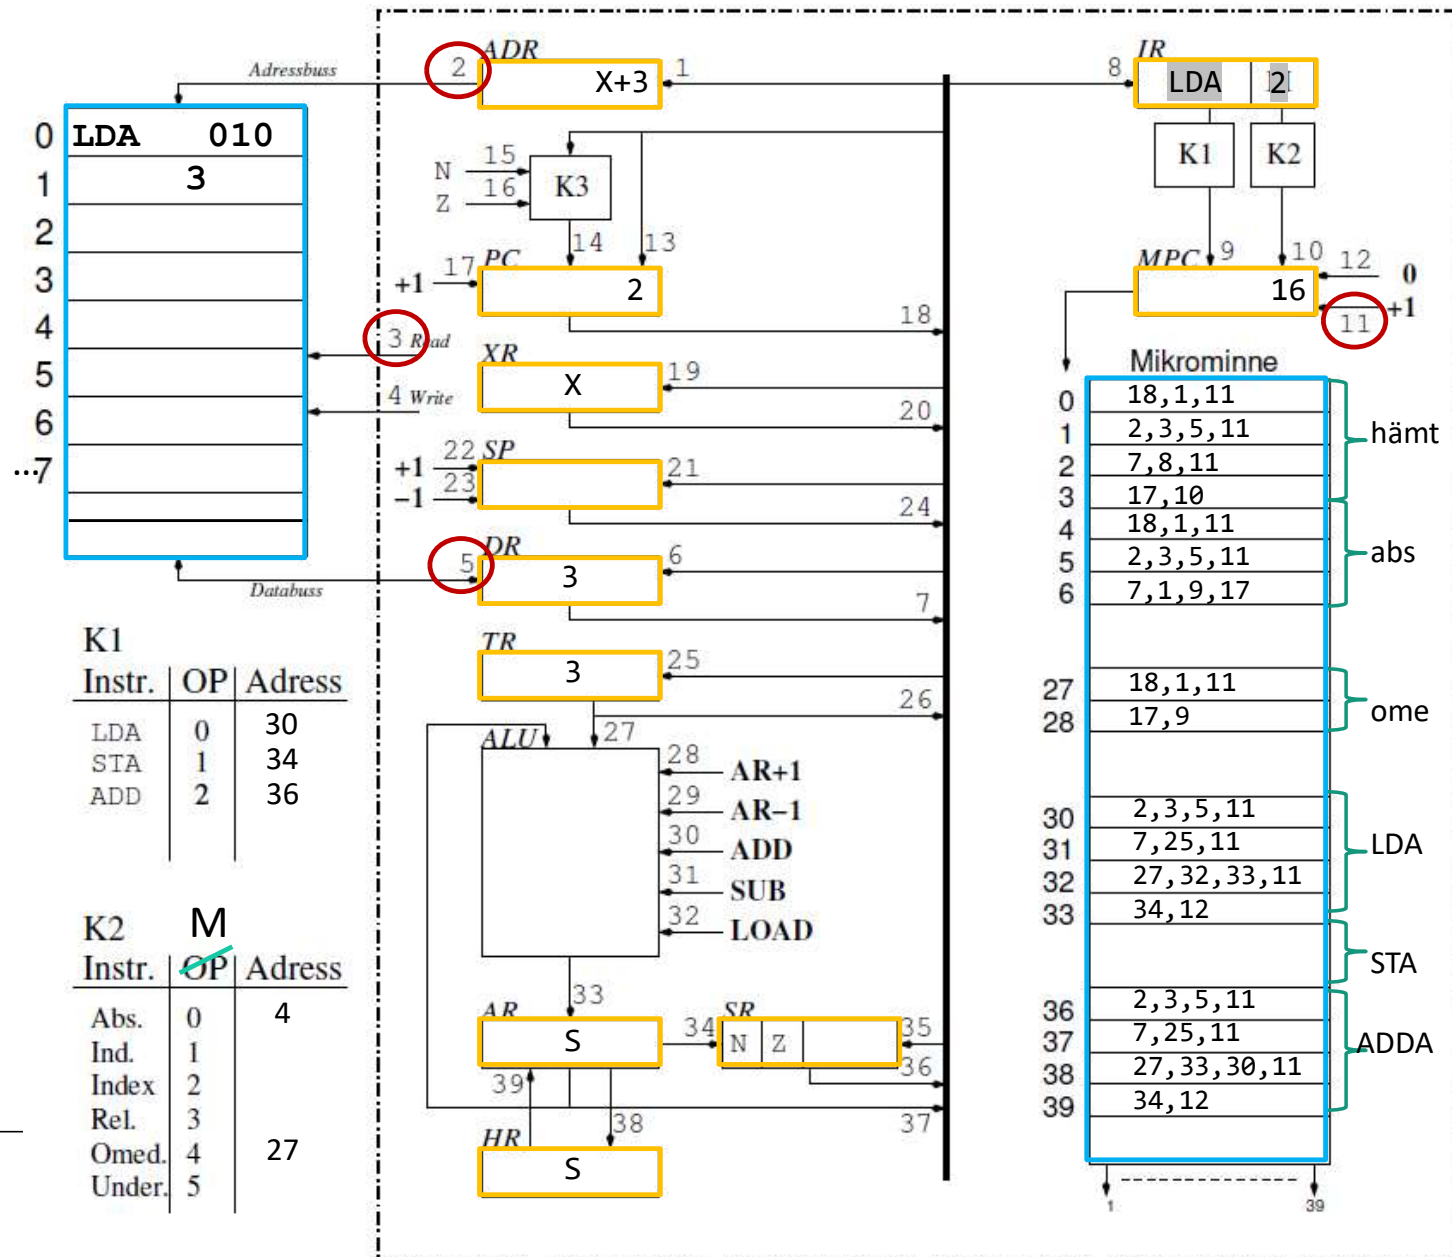 Adressbuss
2
ADR
X+3
1
8
IR
LDA
2
0
LDA 010
1
3
2
3
4
5
6
...7
N
15
Z
16
K3
14
13
K1
K2
9
10
12
0
11
+1
MPC
16
+1
17
PC
2
18
3 Read
4 Write
XR
X
19
20
+1
22
-1
23
SP
21
24
DR
5
3
6
7
Databuss
TR
3
25
26
27
ALU
28
AR+1
29
AR-1
30
ADD
31
SUB
32
LOAD
33
AR
S
34
SR
N
Z
35
36
37
39
38
HR
S
K1
Instr. OP Adress
LDA 0 30
STA 1 34
ADD 2 36
K2
M
Instr. OP Adress
Abs. 0 4
Ind. 1
Index 2
Rel. 3
Omed. 4 27
Under. 5
Mikrominne
0 18,1,11
1 2,3,5,11
2 7,8,11
3 17,10
hämt
4 18,1,11
5 2,3,5,11
6 7,1,9,17
abs
27 18,1,11
28 17,9
ome
30 2,3,5,11
31 7,25,11
32 27,32,33,11
33 34,12
LDA
STA
36 2,3,5,11
37 7,25,11
38 27,33,30,11
39 34,12
ADDA
1
39